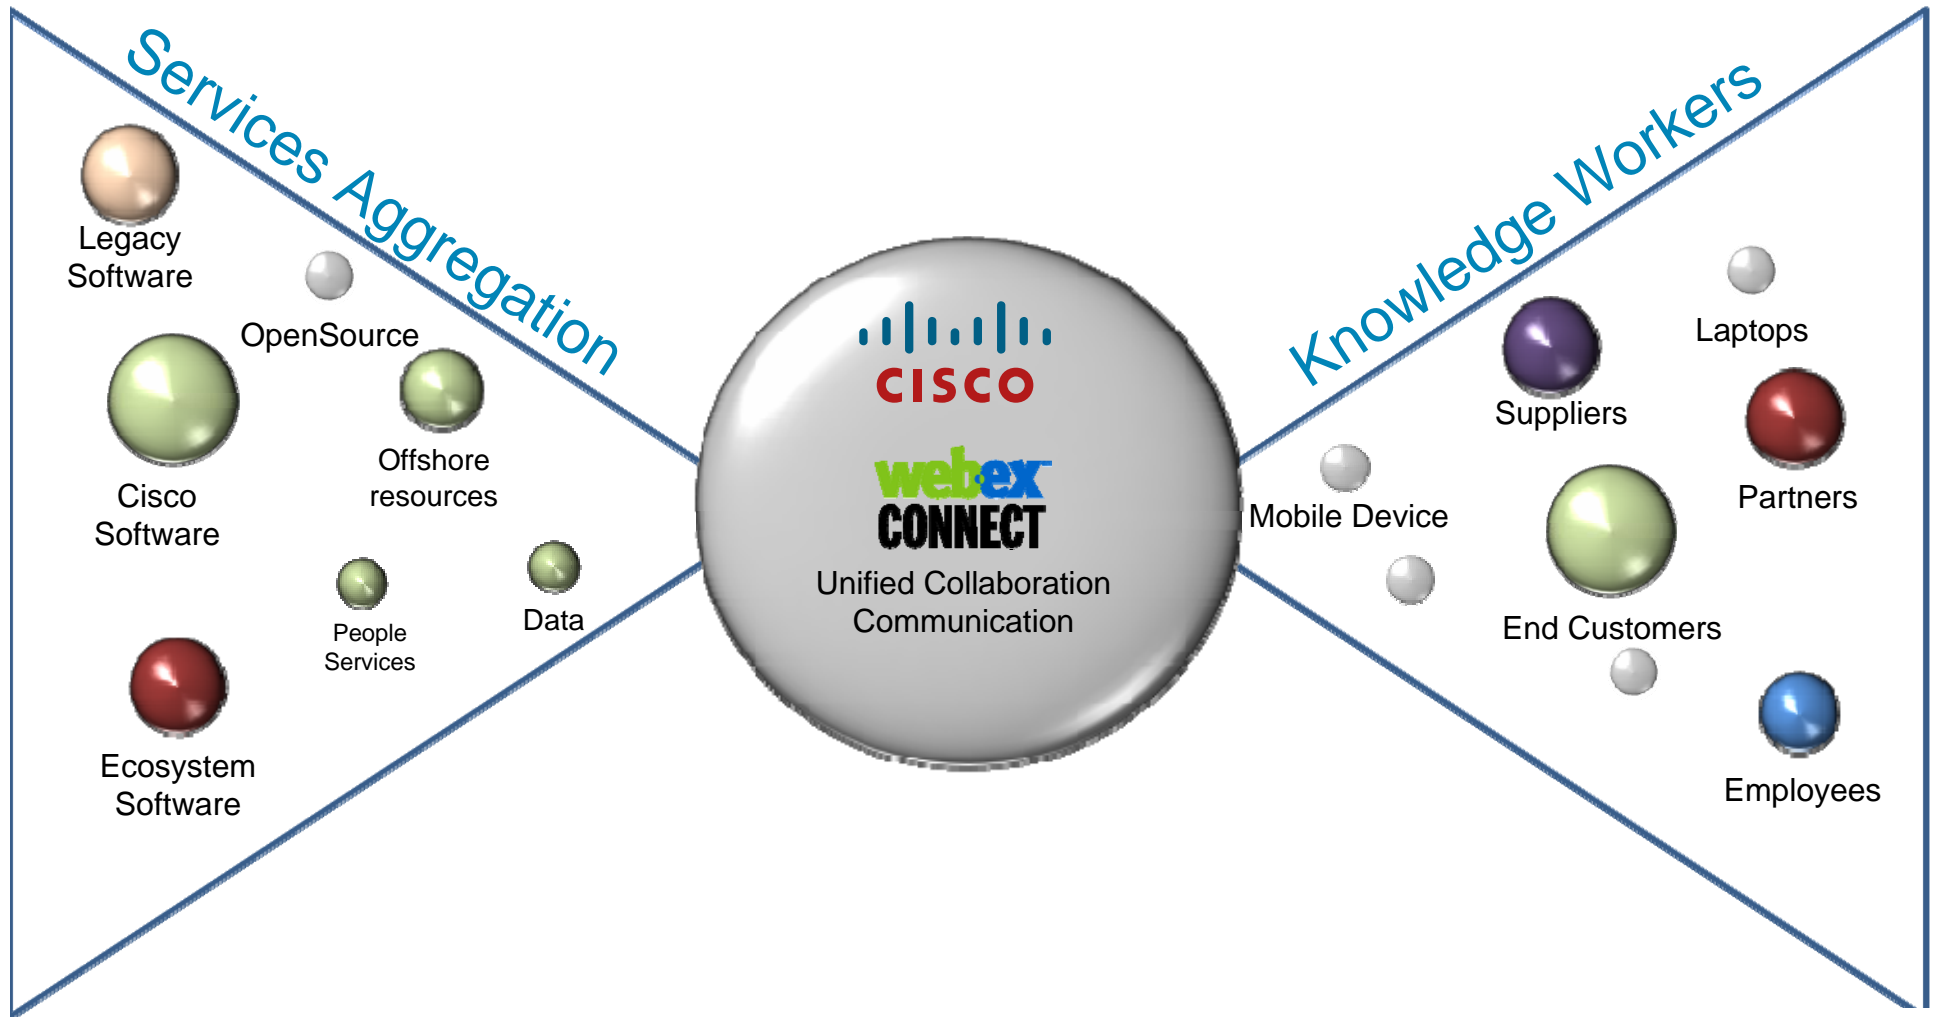 Services Aggregation
Legacy
Software
OpenSource
Cisco
Software
Offshore
resources
People
Services
Data
Ecosystem
Software
CISCO
webex
CONNECT
Unified Collaboration
Communication
Knowledge Workers
Laptops
Suppliers
Partners
Mobile Device
End Customers
Employees